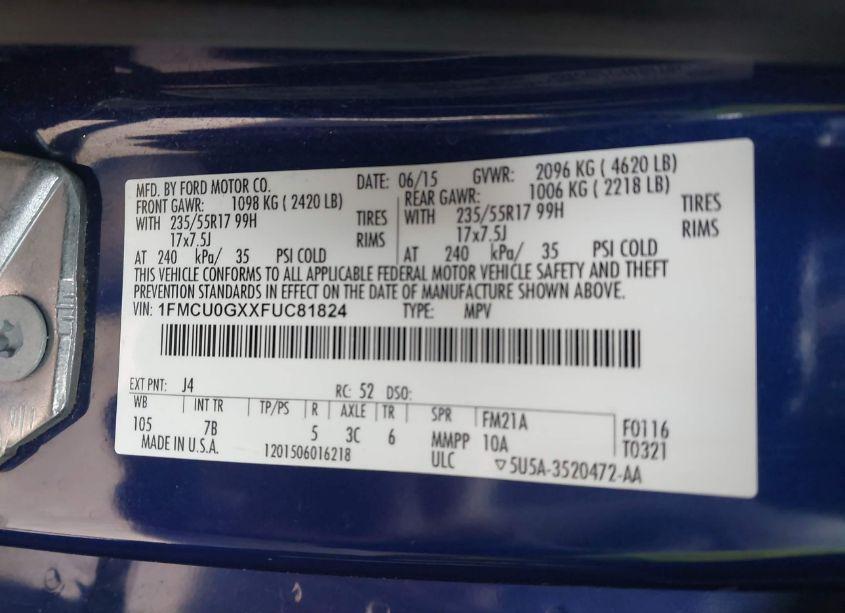 MFD. BY FORD MOTOR CO. DATE: 06/15 GVWR: 2096 KG ( 4620 LB)
FRONT GAWR: 1098 KG ( 2420 LB) REAR GAWR: 1006 KG ( 2218 LB)
WITH 235/55R17 99H TIRES WITH 235/55R17 99H TIRES
17x7.5J RIMS 17x7.5J RIMS
AT 240 kPa/ 35 PSI COLD AT 240 kPa/ 35 PSI COLD
THIS VEHICLE CONFORMS TO ALL APPLICABLE FEDERAL MOTOR VEHICLE SAFETY AND THEFT
PREVENTION STANDARDS IN EFFECT ON THE DATE OF MANUFACTURE SHOWN ABOVE.
VIN: 1FMCU0GXXFUC81824 TYPE: MPV
EXT PNT: J4 RC: 52 DSO:
WB INT TR TP/PS R AXLE TR SPR FM21A F0116
105 7B 5 3C 6 MMPP 10A T0321
MADE IN U.S.A. 1201506016218 ULC ▽5U5A-3520472-AA